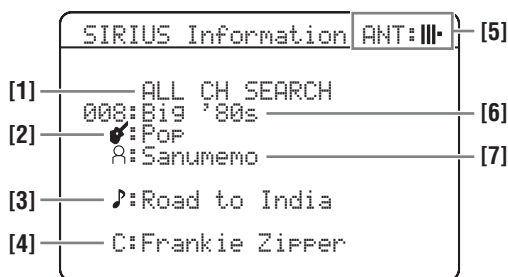 SIRIUS Information ANT: [5]
[1] ALL CH SEARCH
008:Big '80s [6]
[2] :Pop
:Sanumemo [7]
[3] ♪:Road to India
[4] C:Frankie Zipper